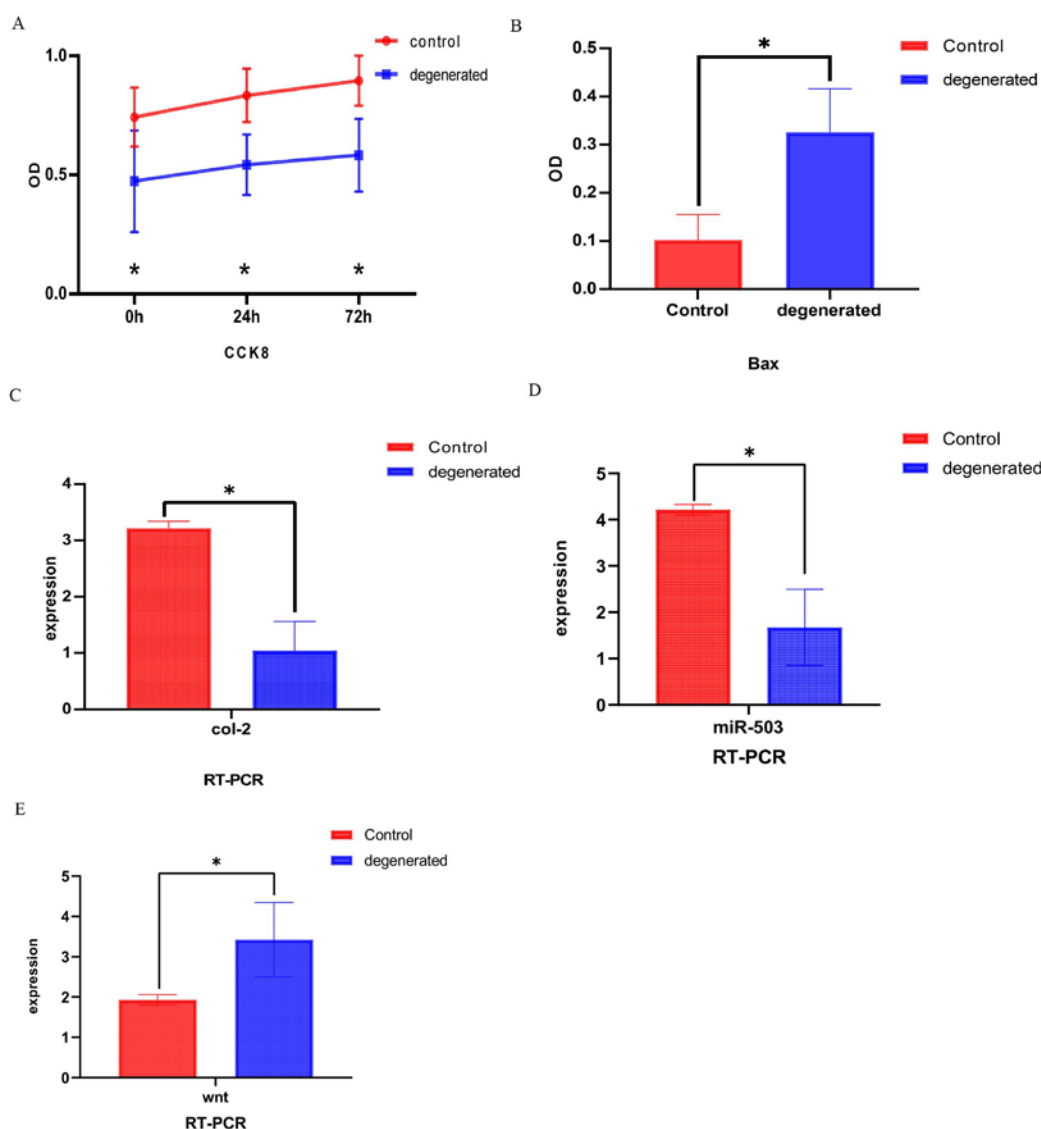 A
control
degenerated
1.0
0.5
0.0
OD
* * *
0h 24h 72h
CCK8
B
Control
degenerated
*
0.5
0.4
0.3
0.2
0.1
0.0
OD
Control degenerated
Bax
C
Control
degenerated
*
4
3
2
1
0
expression
col-2
RT-PCR
D
Control
degenerated
*
5
4
3
2
1
0
expression
miR-503
RT-PCR
E
Control
degenerated
*
5
4
3
2
1
0
expression
wnt
RT-PCR